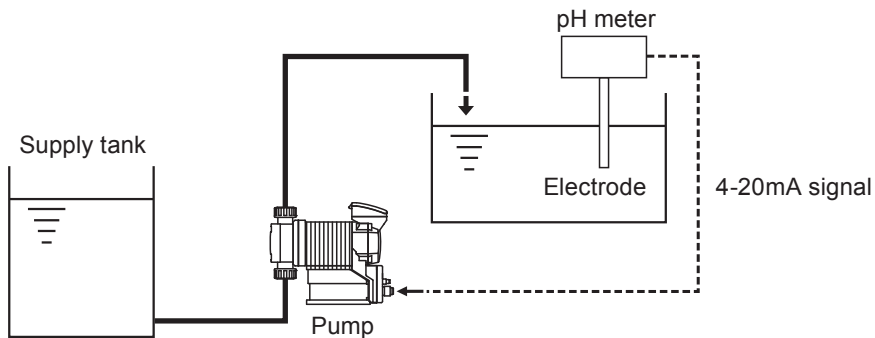 pH meter
Supply tank
Electrode
4-20mA signal
Pump